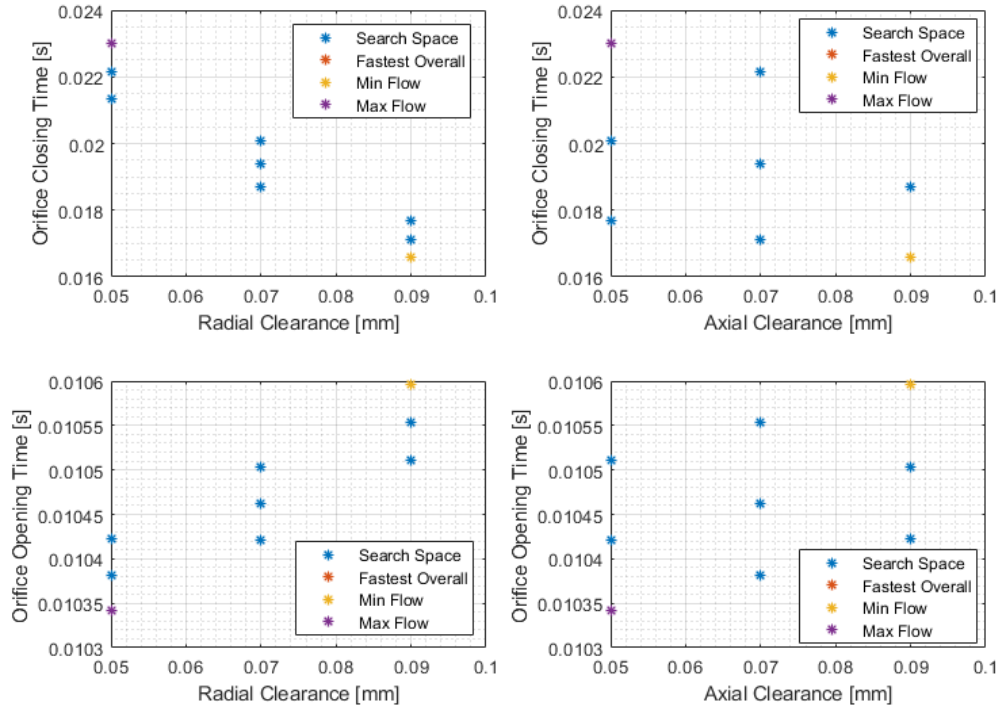 0.024
0.022
0.02
0.018
0.016
Orifice Closing Time [s]
Search Space
Fastest Overall
Min Flow
Max Flow
0.05 0.06 0.07 0.08 0.09 0.1
Radial Clearance [mm]
0.024
0.022
0.02
0.018
0.016
Orifice Closing Time [s]
Search Space
Fastest Overall
Min Flow
Max Flow
0.05 0.06 0.07 0.08 0.09 0.1
Axial Clearance [mm]
0.0106
0.01055
0.0105
0.01045
0.0104
0.01035
0.0103
Orifice Opening Time [s]
Search Space
Fastest Overall
Min Flow
Max Flow
0.05 0.06 0.07 0.08 0.09 0.1
Radial Clearance [mm]
0.0106
0.01055
0.0105
0.01045
0.0104
0.01035
0.0103
Orifice Opening Time [s]
Search Space
Fastest Overall
Min Flow
Max Flow
0.05 0.06 0.07 0.08 0.09 0.1
Axial Clearance [mm]